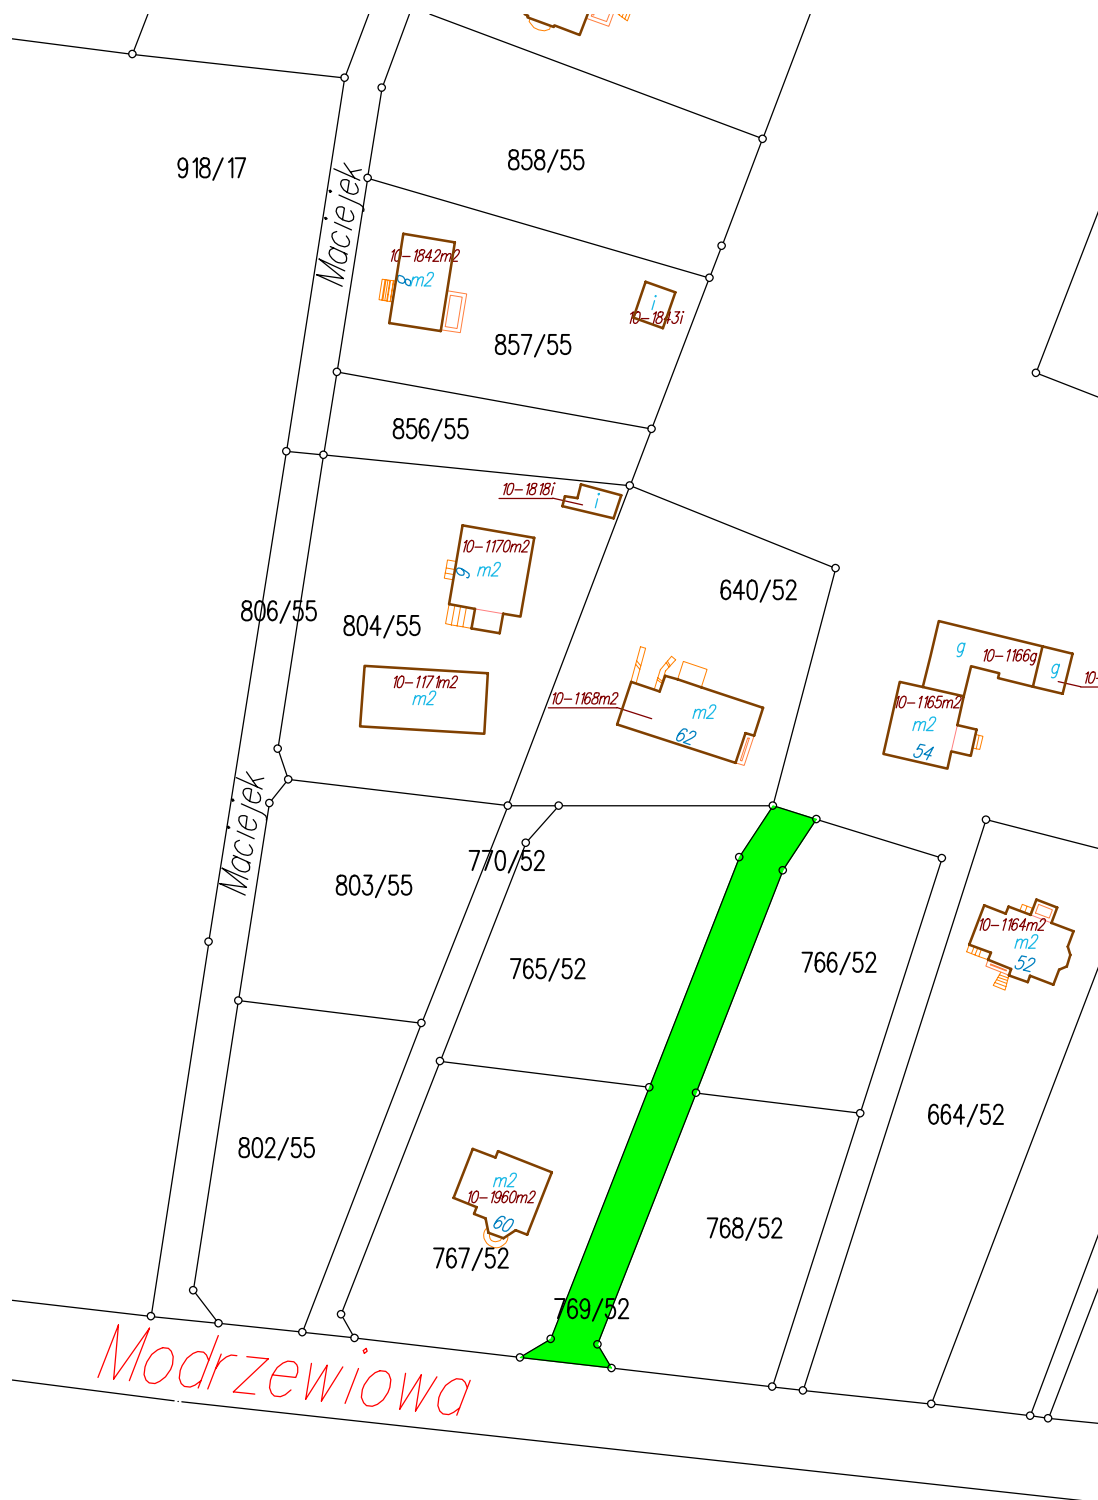 858/55
918/17
Maciejek
10-1842m2
8
m2
i
10-1843i
857/55
856/55
10-1818i
i
10-1170m2
m2
9
640/52
806/55
804/55
g
10-1166g
g
10-
10-1171m2
m2
10-1168m2
m2
62
10-1165m2
m2
54
Maciejek
770/52
803/55
10-1164m2
m2
52
765/52
766/52
664/52
802/55
m2
10-1960m2
60
767/52
768/52
769/52
Modrzewiowa